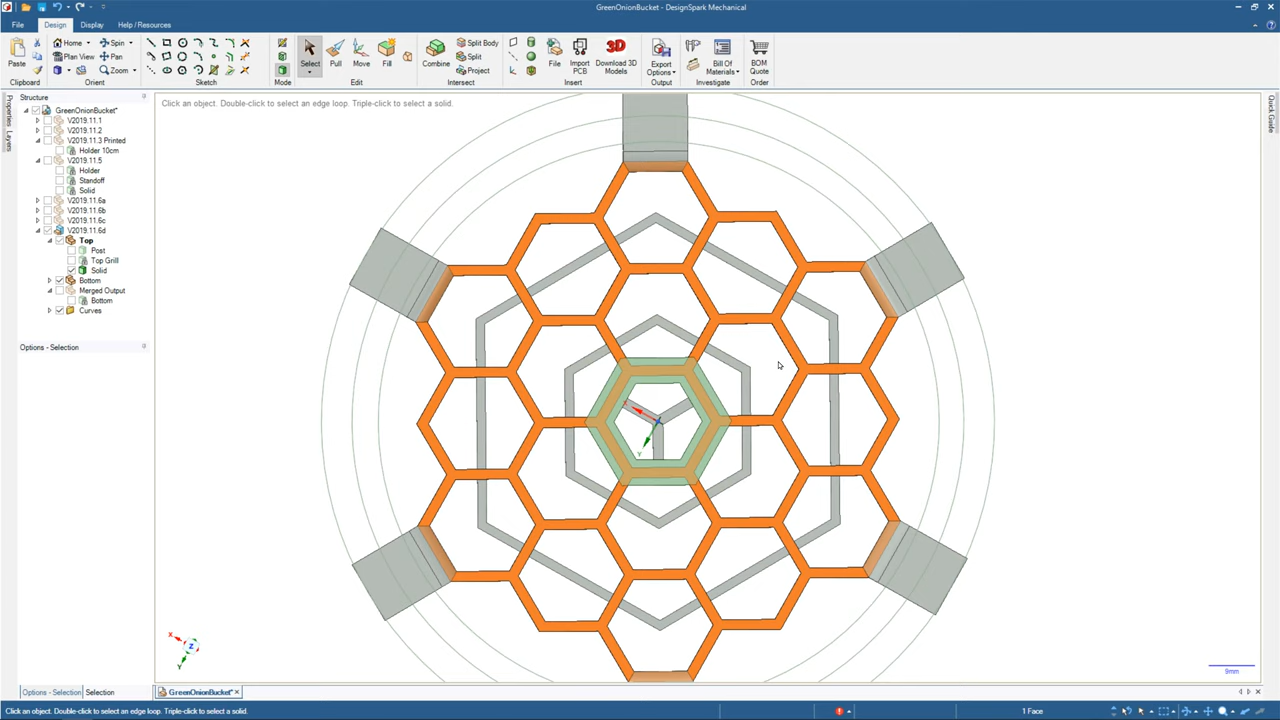 GreenOnionBucket - DesignSpark Mechanical
File
Design
Display
Help / Resources
Paste
Home
Plan View
Spin
Pan
Zoom
Select
Pull
Move
Fill
Combine
Split Body
Split
Project
File
Import PCB
Download 3D Models
3D
Export Options
Bill Of Materials
BOM Quote
Clipboard
Orient
Sketch
Mode
Edit
Intersect
Insert
Output
Investigate
Order
Structure
Properties
Layers
GreenOnionBucket*
V2019.11.1
V2019.11.2
V2019.11.3 Printed
Holder 10cm
V2019.11.5
Holder
Standoff
Solid
V2019.11.6a
V2019.11.6b
V2019.11.6c
V2019.11.6d
Top
Post
Top Grill
Solid
Bottom
Merged Output
Bottom
Curves
Options - Selection
Click an object. Double-click to select an edge loop. Triple-click to select a solid.
Quick Guide
X
Y
X
Z
Y
9mm
Options - Selection
Selection
GreenOnionBucket*
Click an object. Double-click to select an edge loop. Triple-click to select a solid.
1 Face